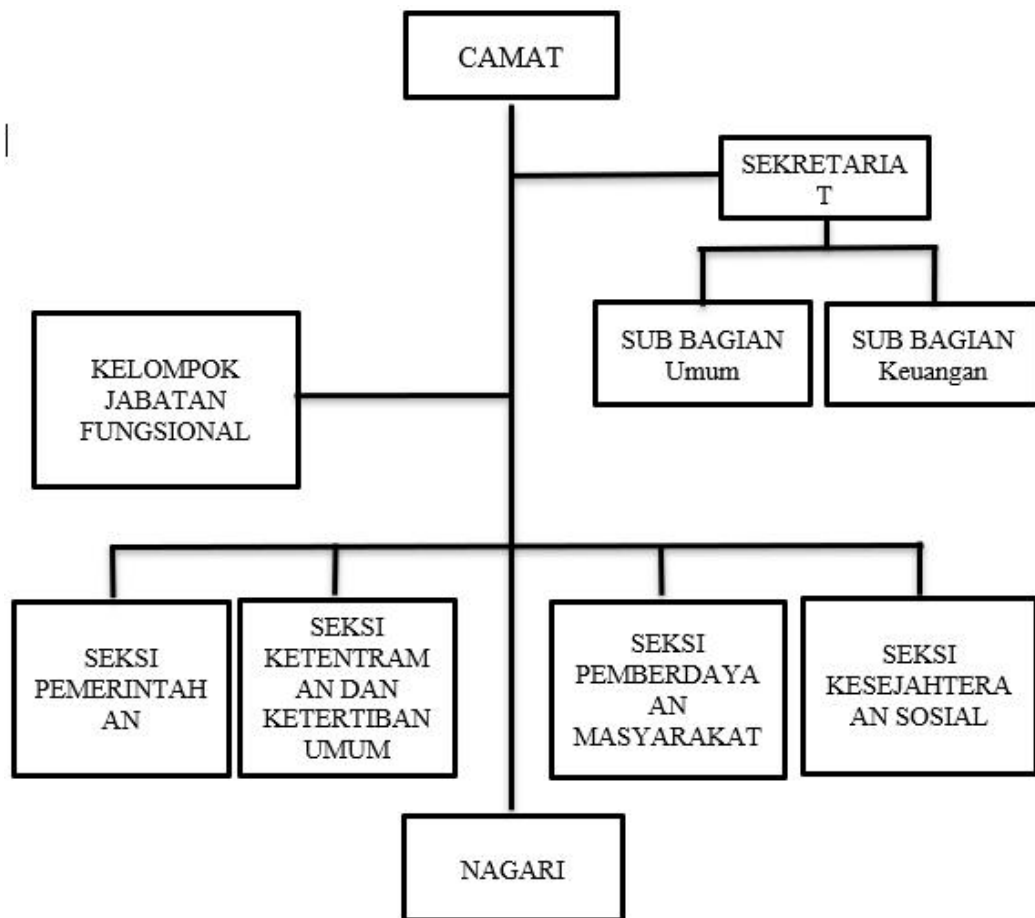 CAMAT
SEKRETARIA
T
SUB BAGIAN
Umum
SUB BAGIAN
Keuangan
KELOMPOK
JABATAN
FUNGSIONAL
SEKSI
PEMERINTAH
AN
SEKSI
KETENTRAM
AN DAN
KETERTIBAN
UMUM
SEKSI
PEMBERDAYA
AN
MASYARAKAT
SEKSI
KESEJAHTERA
AN SOSIAL
NAGARI